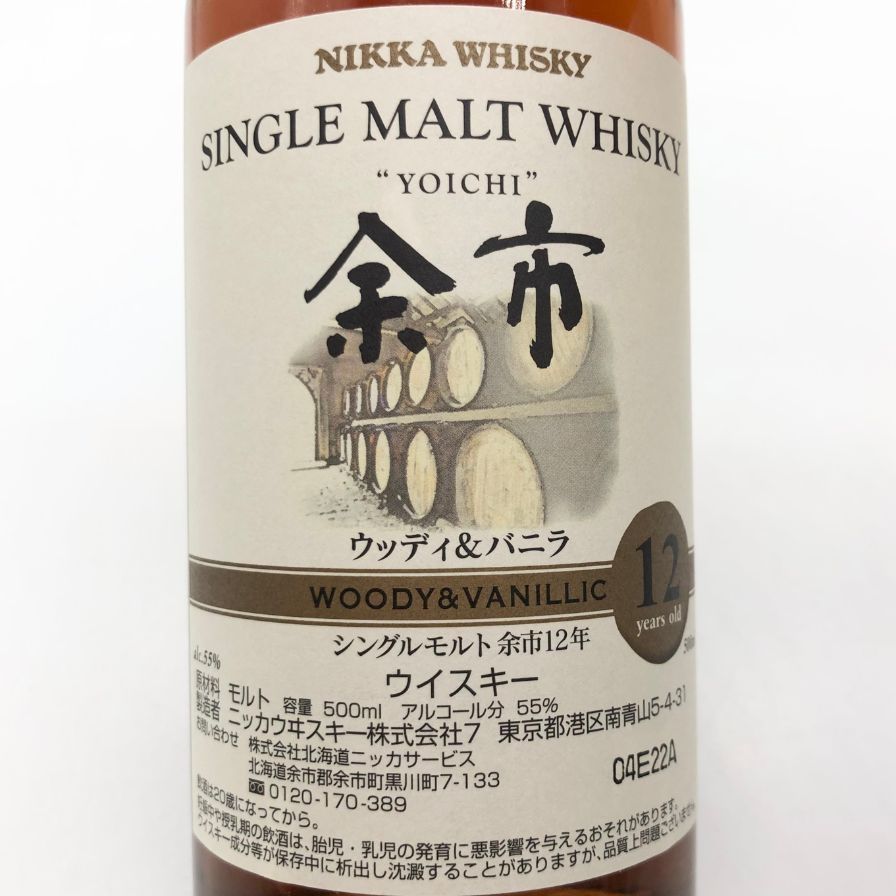 NIKKA WHISKY
SINGLE MALT WHISKY
“YOICHI”
余市
ウッディ&バニラ
WOODY&VANILLIC
12
years old
シングルモルト 余市12年
alc.55%
ウイスキー
原材料 モルト 容量 500ml アルコール分 55%
製造者 ニッカウヰスキー株式会社7 東京都港区南青山5-4-31
お問い合わせ 株式会社北海道ニッカサービス
北海道余市郡余市町黒川町7-133
0120-170-389
04E22A
飲酒は20歳になってから。
妊娠中や授乳期の飲酒は、胎児・乳児の発育に悪影響を与えるおそれがあります。
ウイスキー成分等が保存中に析出し沈澱することがありますが、品質上問題ございません。